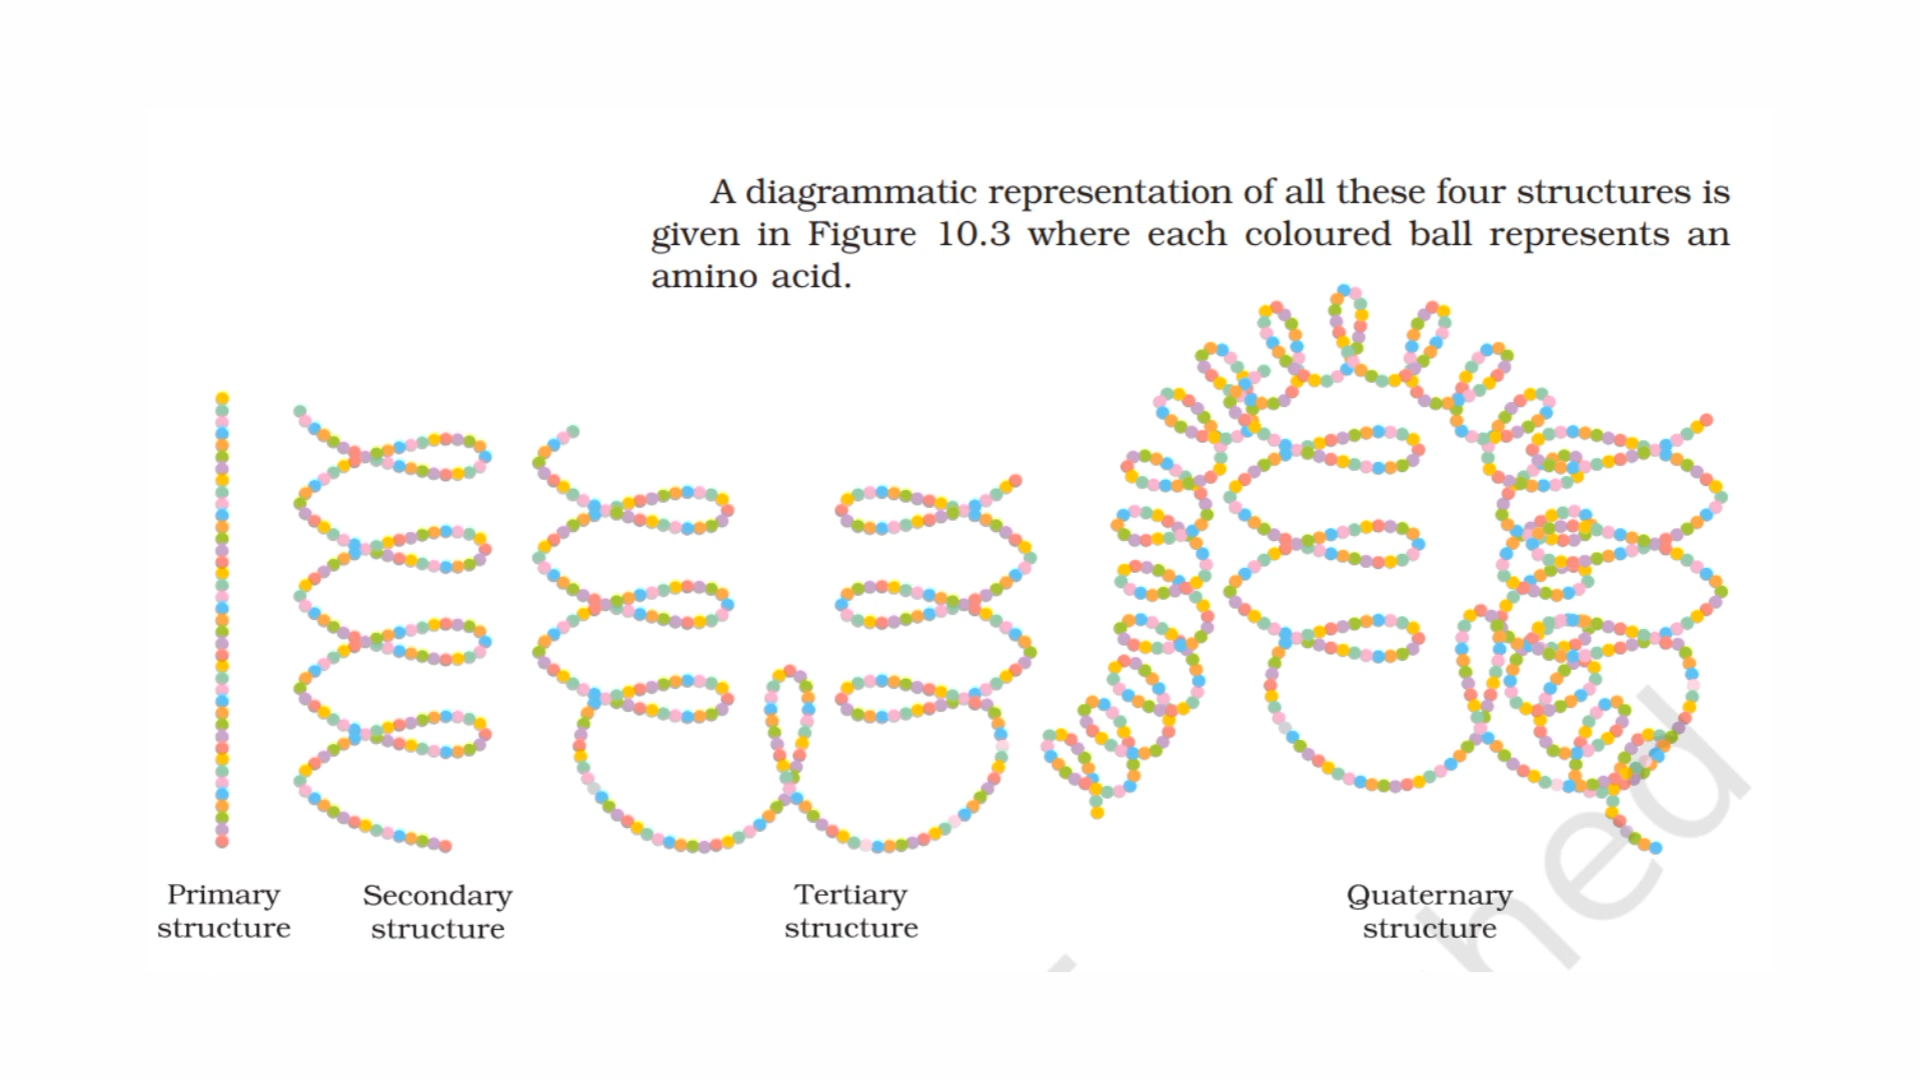 A diagrammatic representation of all these four structures is
given in Figure 10.3 where each coloured ball represents an
amino acid.
Primary
structure
Secondary
structure
Tertiary
structure
Quaternary
structure
hed